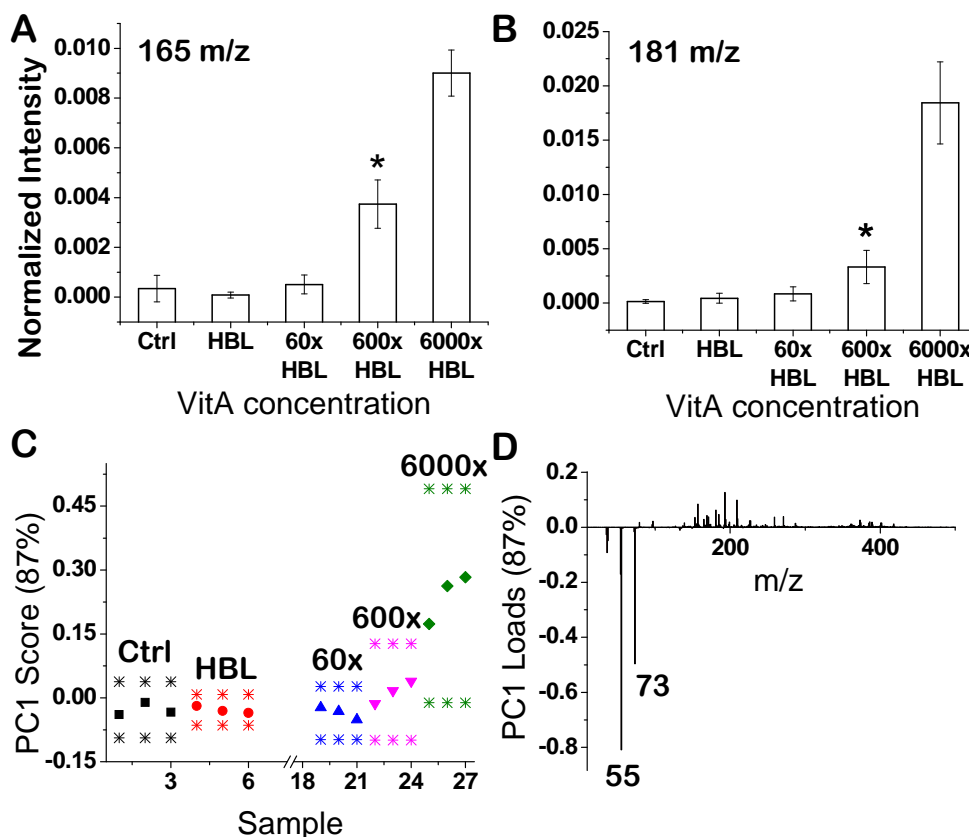 A
165 m/z
Normalized Intensity
0.010
0.008
0.006
0.004
0.002
0.000
*
Ctrl HBL 60x 600x 6000x
HBL HBL HBL
VitA concentration
B
181 m/z
0.025
0.020
0.015
0.010
0.005
0.000
*
Ctrl HBL 60x 600x 6000x
HBL HBL HBL
VitA concentration
C
PC1 Score (87%)
0.45
0.30
0.15
0.00
-0.15
Ctrl
HBL
60x
600x
6000x
3 6 18 21 24 27
Sample
D
PC1 Loads (87%)
0.2
0.0
-0.2
-0.4
-0.6
-0.8
200 400
m/z
73
55